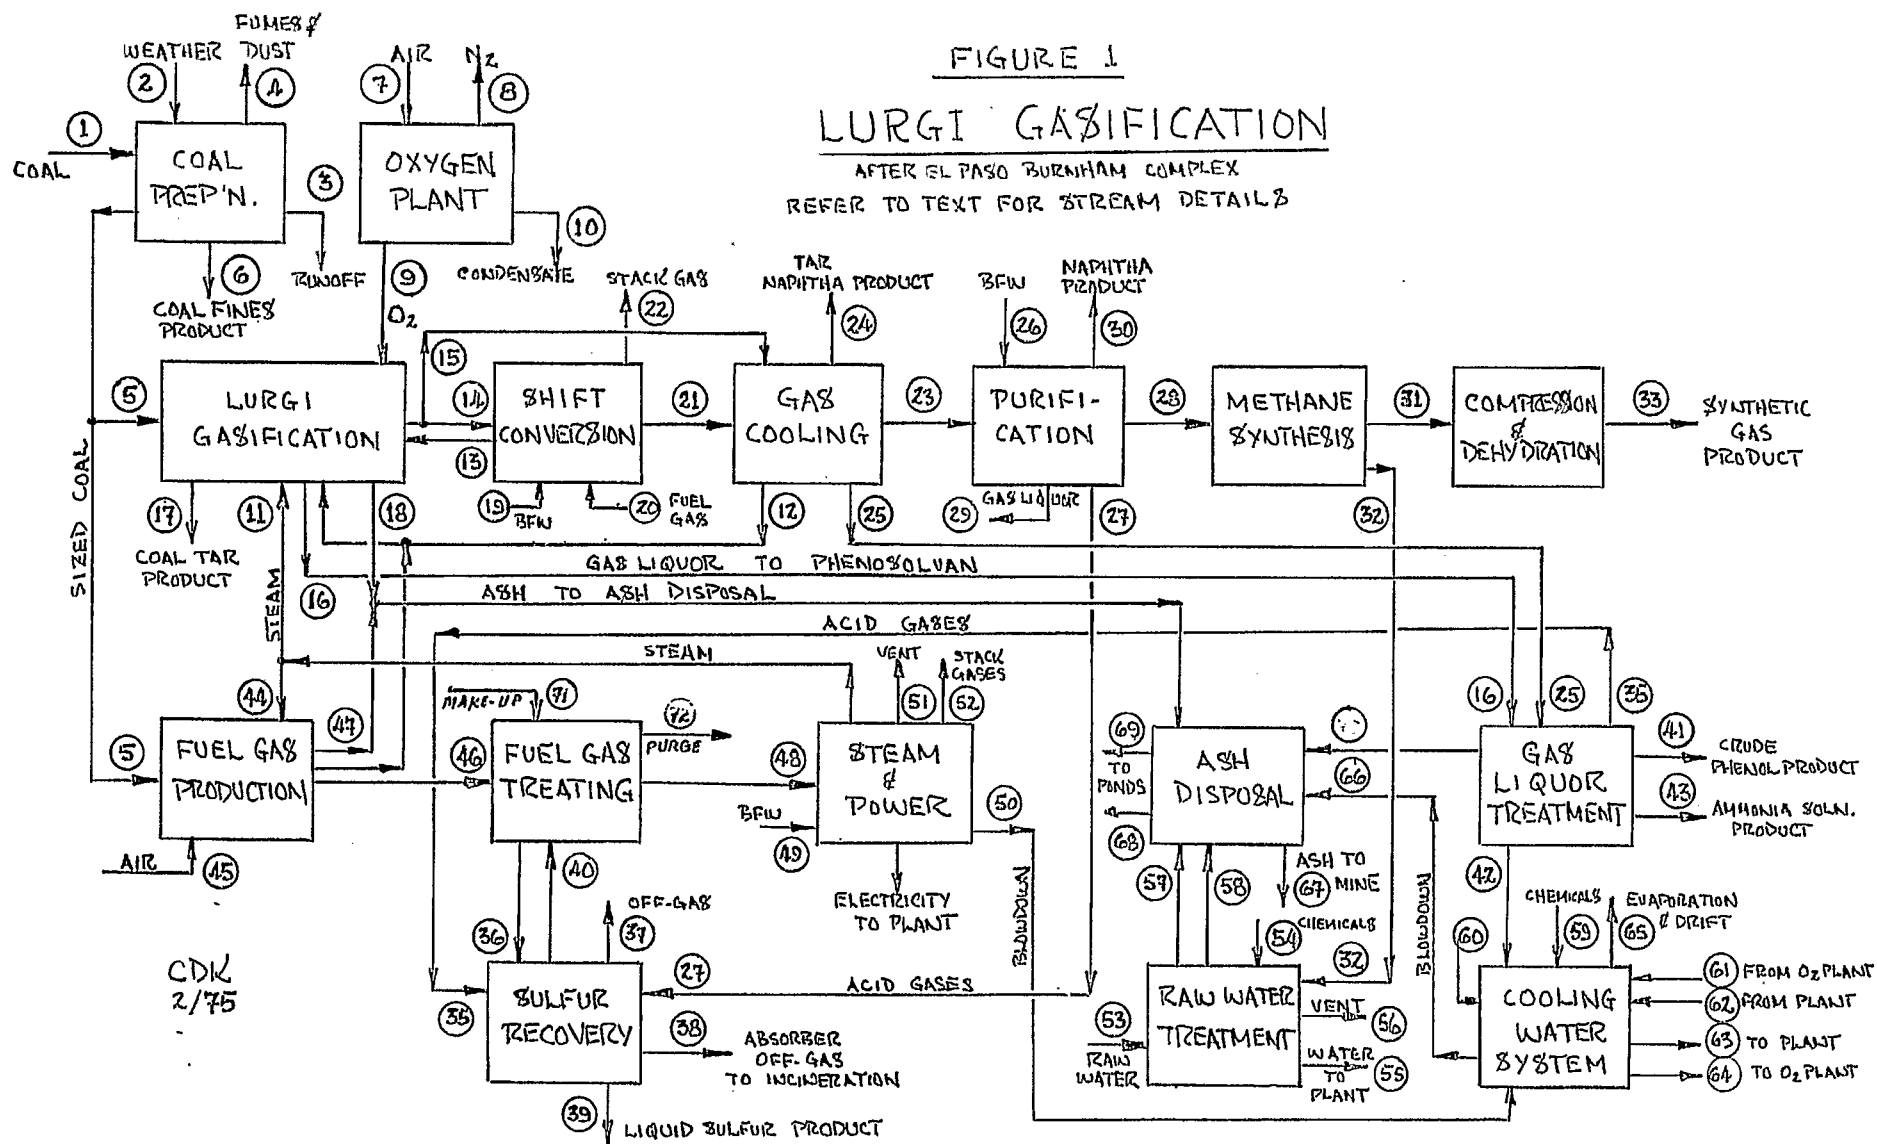 FIGURE 1
LURGI GASIFICATION
AFTER EL PASO BURNHAM COMPLEX
REFER TO TEXT FOR STREAM DETAILS
FUMES &
DUST
WEATHER
2
4
AIR
N2
7
8
1
COAL
COAL
PREP'N.
3
OXYGEN
PLANT
10
6
RUNOFF
9
CONDENSATE
COAL FINES
PRODUCT
O2
STACK GAS
22
TAR
NAPHTHA PRODUCT
24
BFW
26
NAPHTHA
PRODUCT
30
15
5
LURGI
GASIFICATION
14
13
SHIFT
CONVERSION
21
GAS
COOLING
23
PURIFI-
CATION
28
METHANE
SYNTHESIS
31
COMPRESSION
&
DEHYDRATION
33
SYNTHETIC
GAS
PRODUCT
SIZED COAL
17
11
18
19
BFW
20
FUEL
GAS
12
25
GAS LIQUOR
29
27
32
COAL TAR
PRODUCT
STEAM
16
GAS LIQUOR TO PHENOSOLVAN
ASH TO ASH DISPOSAL
ACID GASES
STEAM
VENT
51
STACK
GASES
52
16
25
35
44
47
MAKE-UP
71
72
PURGE
5
FUEL GAS
PRODUCTION
46
FUEL GAS
TREATING
48
STEAM
&
POWER
BFW
49
50
69
TO
PONDS
68
ASH
DISPOSAL
66
GAS
LIQUOR
TREATMENT
41
CRUDE
PHENOL PRODUCT
43
AMMONIA SOLN.
PRODUCT
AIR
45
40
36
OFF-GAS
37
ELECTRICITY
TO PLANT
BLOWDOWN
57
58
ASH TO
MINE
67
CHEMICALS
54
BLOWDOWN
42
CHEMICALS
59
EVAPORATION
& DRIFT
65
60
CDK
2/75
35
SULFUR
RECOVERY
27
ACID GASES
38
ABSORBER
OFF-GAS
TO INCINERATION
39
LIQUID SULFUR PRODUCT
53
RAW
WATER
RAW WATER
TREATMENT
32
VENT
56
WATER
TO
PLANT
55
COOLING
WATER
SYSTEM
61 FROM O2 PLANT
62 FROM PLANT
63 TO PLANT
64 TO O2 PLANT